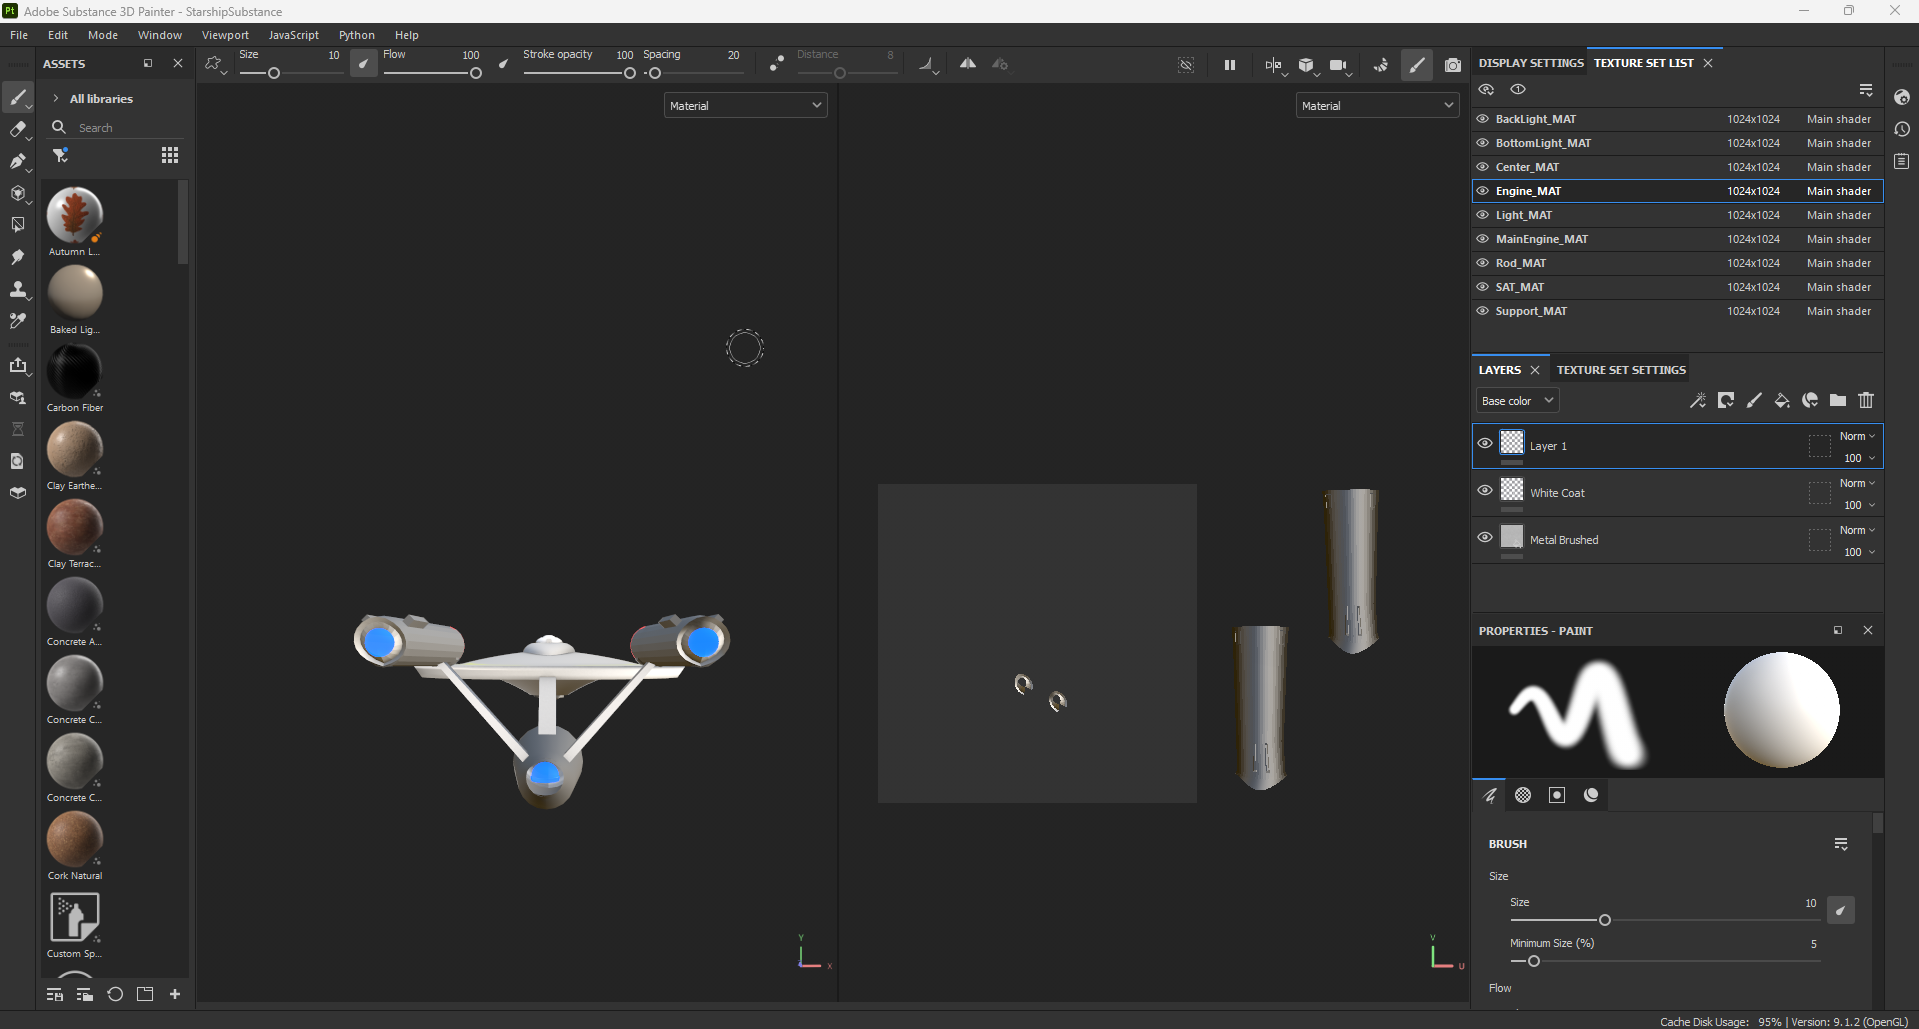 Pt Adobe Substance 3D Painter - StarshipSubstance
File Edit Mode Window Viewport JavaScript Python Help
ASSETS
Size 10 Flow 100 Stroke opacity 100 Spacing 20 Distance 8
All libraries
Search
Autumn L...
Baked Lig...
Carbon Fiber
Clay Earthe...
Clay Terrac...
Concrete A...
Concrete C...
Concrete C...
Cork Natural
Custom Sp...
Material
Material
Y
X
V
U
DISPLAY SETTINGS TEXTURE SET LIST
BackLight_MAT 1024x1024 Main shader
BottomLight_MAT 1024x1024 Main shader
Center_MAT 1024x1024 Main shader
Engine_MAT 1024x1024 Main shader
Light_MAT 1024x1024 Main shader
MainEngine_MAT 1024x1024 Main shader
Rod_MAT 1024x1024 Main shader
SAT_MAT 1024x1024 Main shader
Support_MAT 1024x1024 Main shader
LAYERS TEXTURE SET SETTINGS
Base color
Layer 1 Norm 100
White Coat Norm 100
Metal Brushed Norm 100
PROPERTIES - PAINT
BRUSH
Size
Size 10
Minimum Size (%) 5
Flow
Cache Disk Usage: 95% | Version: 9.1.2 (OpenGL)